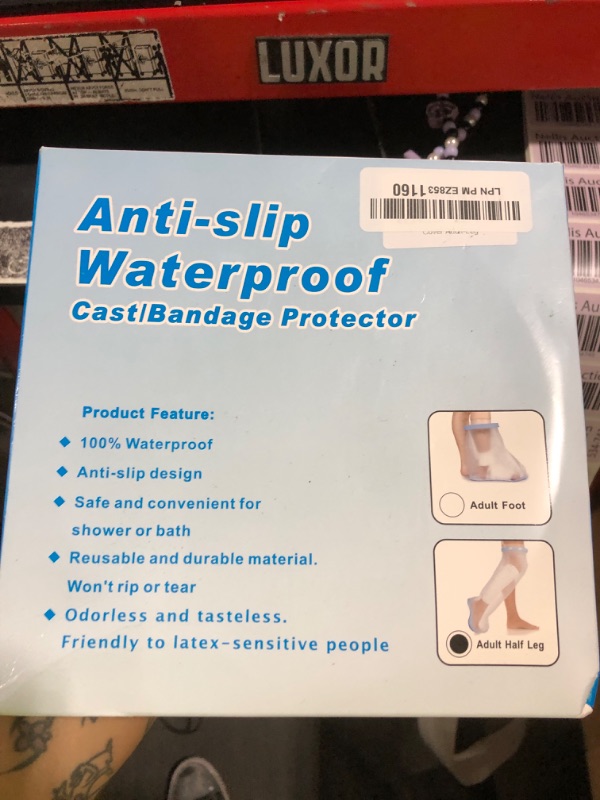 LUXOR
LPN PM EZ863 1160
Anti-slip
Waterproof
Cast/Bandage Protector
Product Feature:
◆ 100% Waterproof
◆ Anti-slip design
◆ Safe and convenient for
shower or bath
◆ Reusable and durable material.
Won't rip or tear
◆ Odorless and tasteless.
Friendly to latex-sensitive people
Adult Foot
Adult Half Leg
Nellis Auc